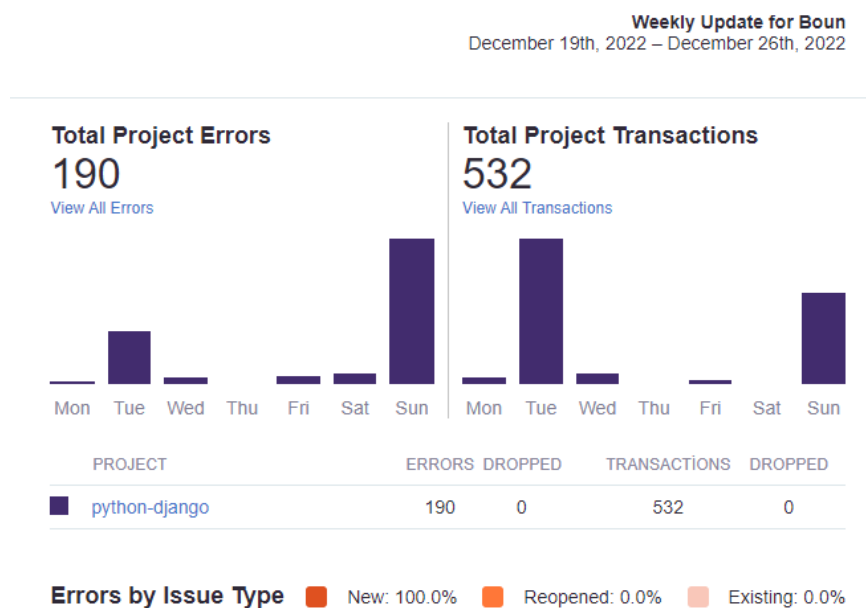 Weekly Update for Boun
December 19th, 2022 – December 26th, 2022
Total Project Errors
190
View All Errors
Mon Tue Wed Thu Fri Sat Sun
Total Project Transactions
532
View All Transactions
Mon Tue Wed Thu Fri Sat Sun
PROJECT ERRORS DROPPED TRANSACTİONS DROPPED
python-django 190 0 532 0
Errors by Issue Type New: 100.0% Reopened: 0.0% Existing: 0.0%